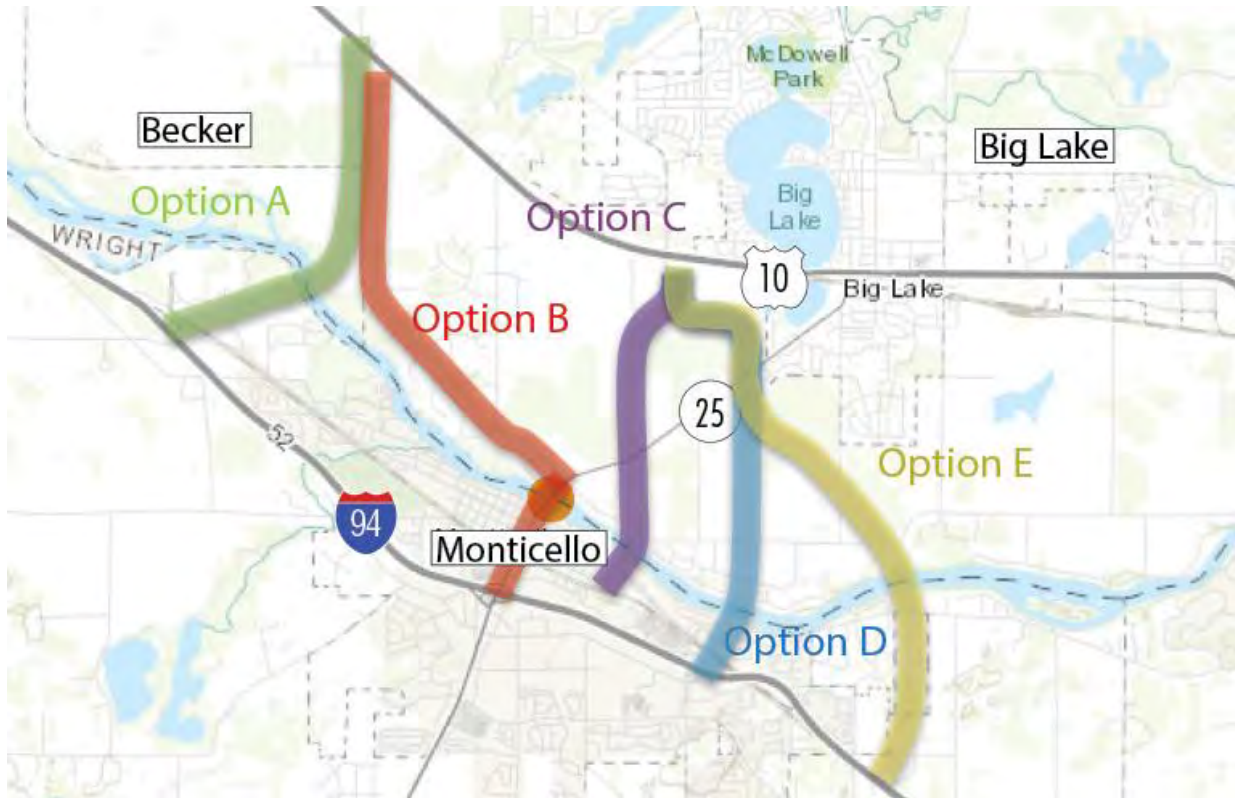 McDowell
Park
Becker
Big Lake
Option A
Big
Lake
Option C
WRIGHT
10
Big Lake
Option B
25
52
Option E
94
Monticello
Option D